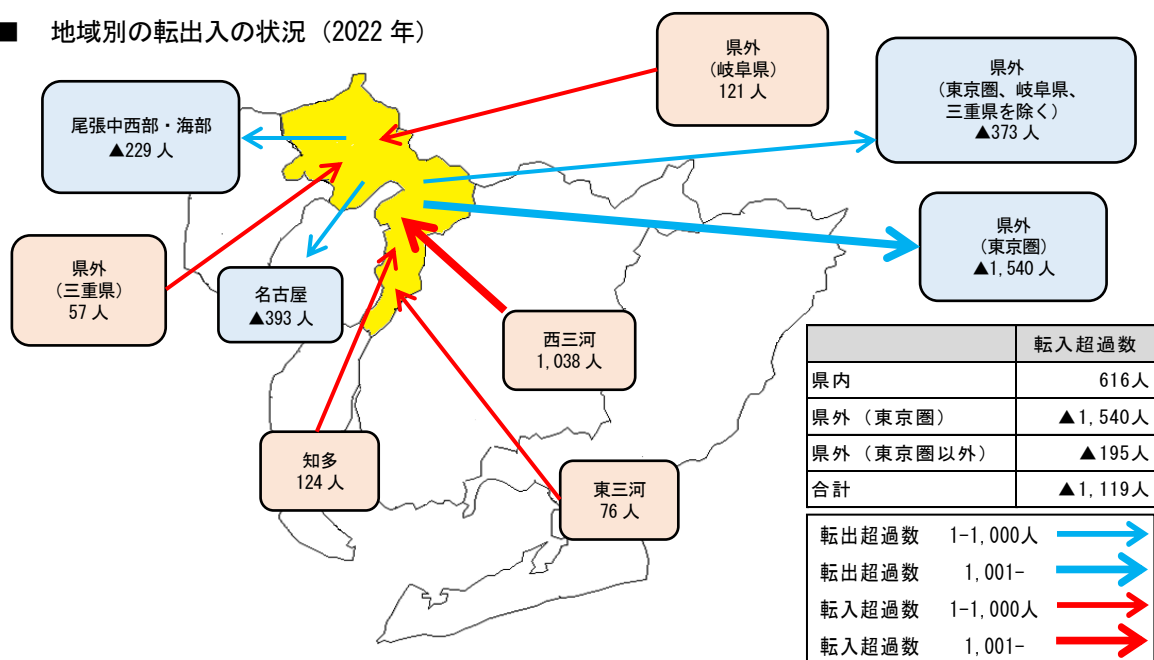 ■ 地域別の転出入の状況（2022 年）
県外
（岐阜県）
121 人
県外
（東京圏、岐阜県、
三重県を除く）
▲373 人
尾張中西部・海部
▲229 人
県外
（東京圏）
▲1,540 人
県外
（三重県）
57 人
名古屋
▲393 人
西三河
1,038 人
知多
124 人
東三河
76 人
転入超過数
県内 616人
県外（東京圏） ▲1,540人
県外（東京圏以外） ▲195人
合計 ▲1,119人
転出超過数 1-1,000人
転出超過数 1,001-
転入超過数 1-1,000人
転入超過数 1,001-